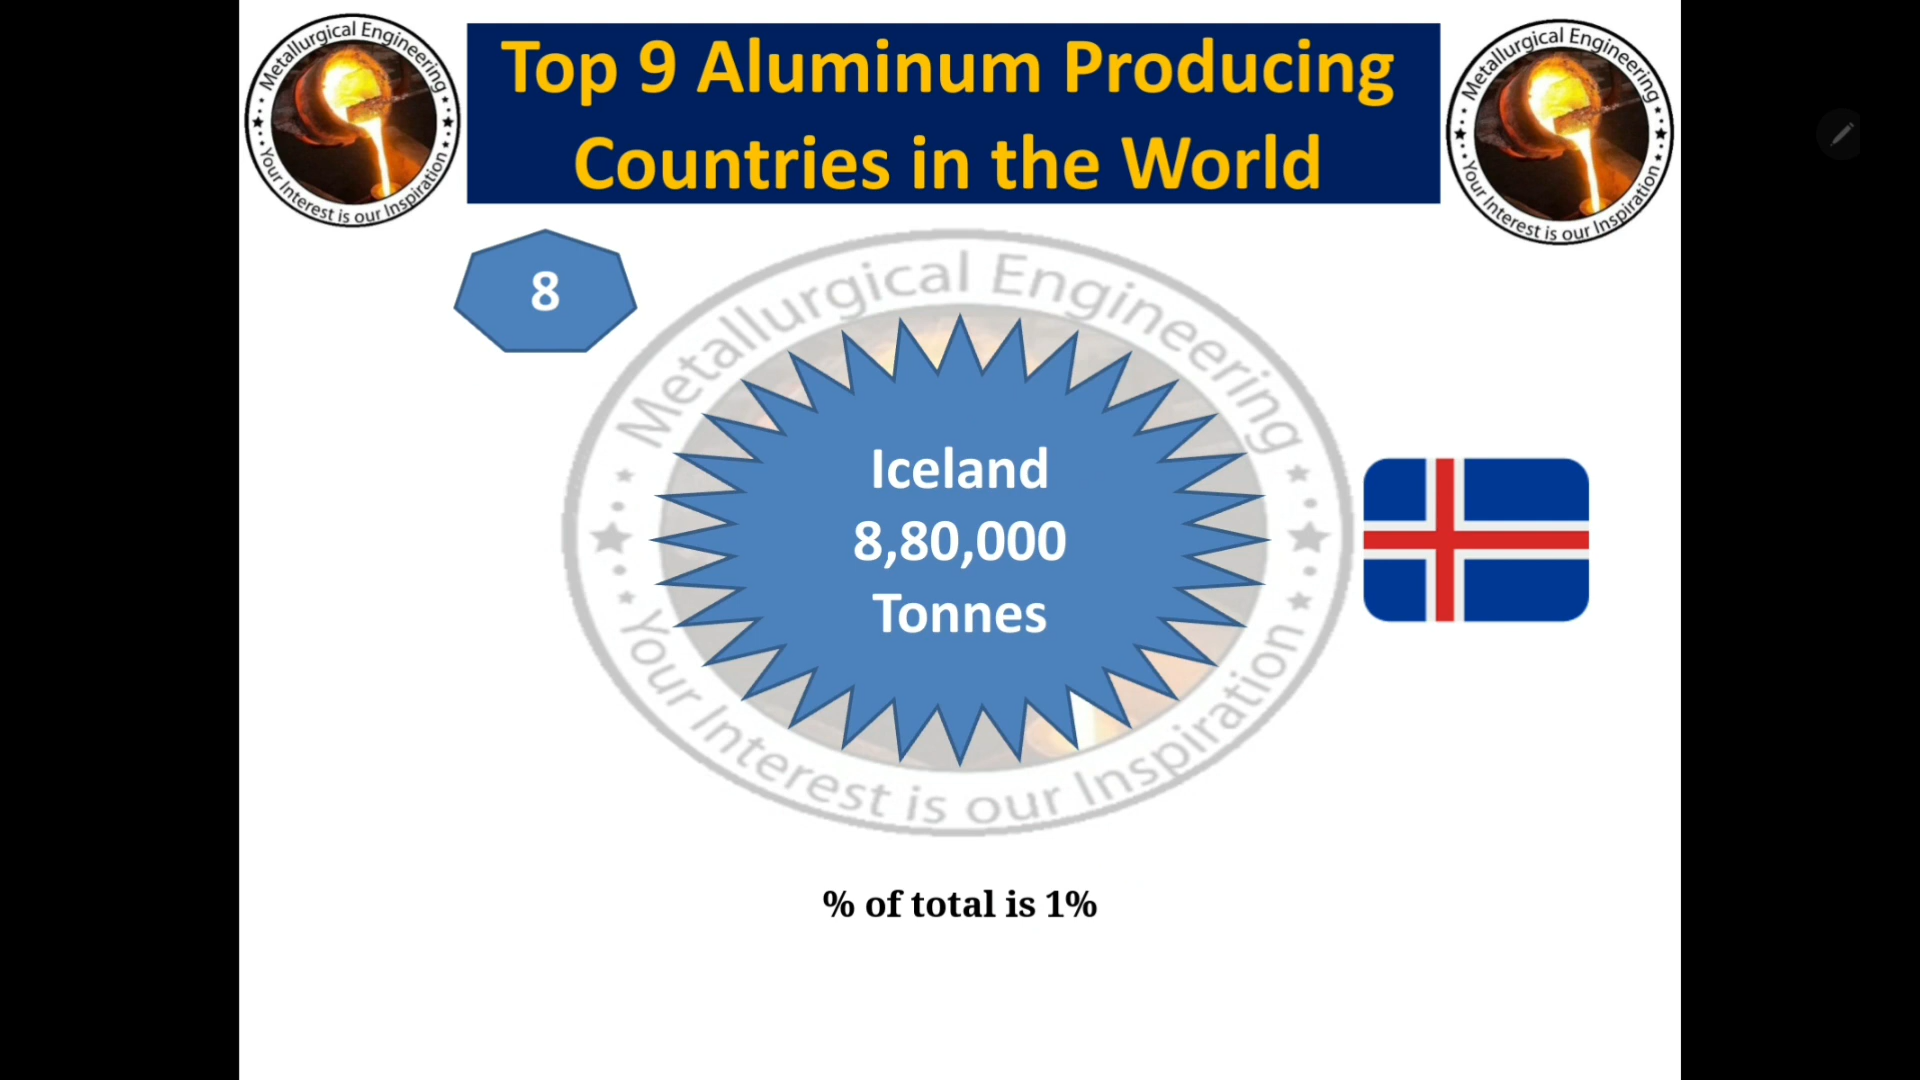 Metallurgical Engineering
Your Interest is our Inspiration
Top 9 Aluminum Producing
Countries in the World
Metallurgical Engineering
Your Interest is our Inspiration
8
Metallurgical Engineering
Iceland
8,80,000
Tonnes
Your Interest is our Inspiration
% of total is 1%